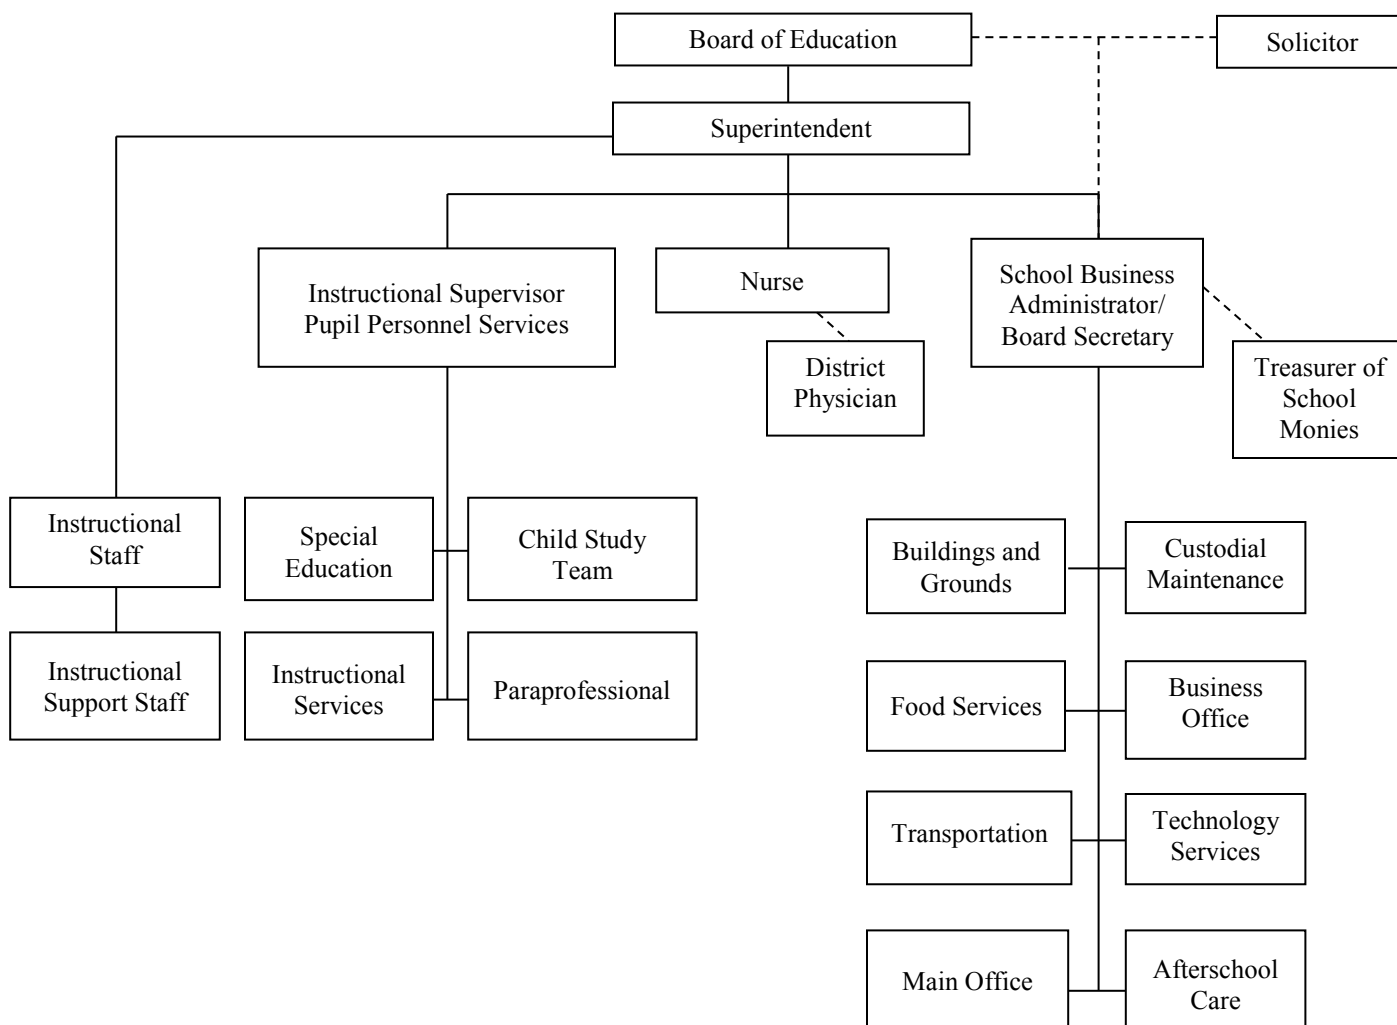 Board of Education
Solicitor
Superintendent
Instructional Supervisor
Pupil Personnel Services
Nurse
School Business
Administrator/
Board Secretary
District
Physician
Treasurer of
School
Monies
Instructional
Staff
Special
Education
Child Study
Team
Buildings and
Grounds
Custodial
Maintenance
Instructional
Support Staff
Instructional
Services
Paraprofessional
Food Services
Business
Office
Transportation
Technology
Services
Main Office
Afterschool
Care